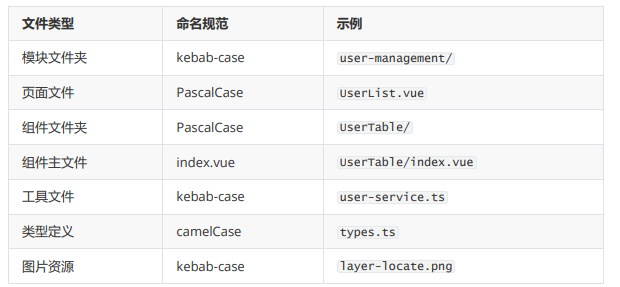 文件类型 命名规范 示例
模块文件夹 kebab-case user-management/
页面文件 PascalCase UserList.vue
组件文件夹 PascalCase UserTable/
组件主文件 index.vue UserTable/index.vue
工具文件 kebab-case user-service.ts
类型定义 camelCase types.ts
图片资源 kebab-case layer-locate.png